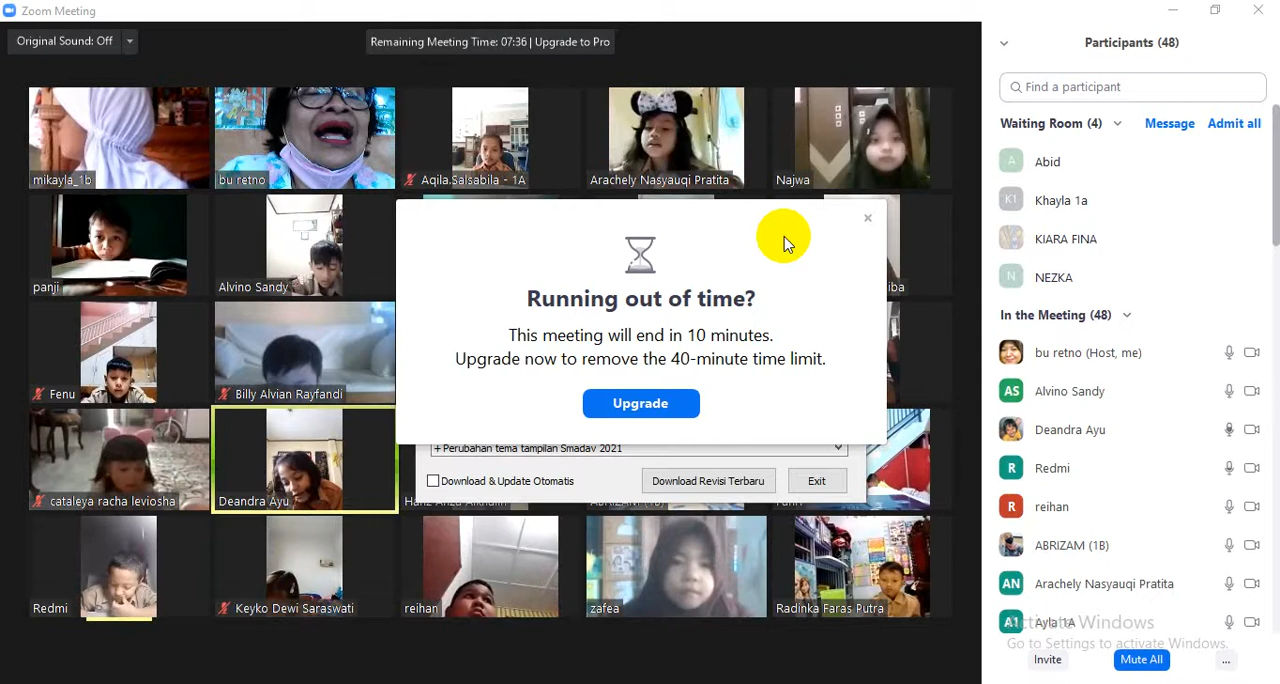 Zoom Meeting
Original Sound: Off
Remaining Meeting Time: 07:36 | Upgrade to Pro
mikayla_1b
bu retno
Aqila.Salsabila - 1A
Arachely Nasyauqi Pratita
Najwa
panji
Alvino Sandy
iba
Fenu
Billy Alvian Rayfandi
cataleya racha leviosha
Deandra Ayu
Redmi
Keyko Dewi Saraswati
reihan
zafea
Radinka Faras Putra
Running out of time?
This meeting will end in 10 minutes.
Upgrade now to remove the 40-minute time limit.
Upgrade
+ Perubahan tema tampilan Smadav 2021
Download & Update Otomatis
Download Revisi Terbaru
Exit
Participants (48)
Find a participant
Waiting Room (4)
Message
Admit all
A
Abid
K1
Khayla 1a
KIARA FINA
N
NEZKA
In the Meeting (48)
bu retno (Host, me)
AS
Alvino Sandy
Deandra Ayu
R
Redmi
R
reihan
ABRIZAM (1B)
AN
Arachely Nasyauqi Pratita
A1
Ayla 1A
Activate Windows
Go to Settings to activate Windows.
Invite
Mute All
...